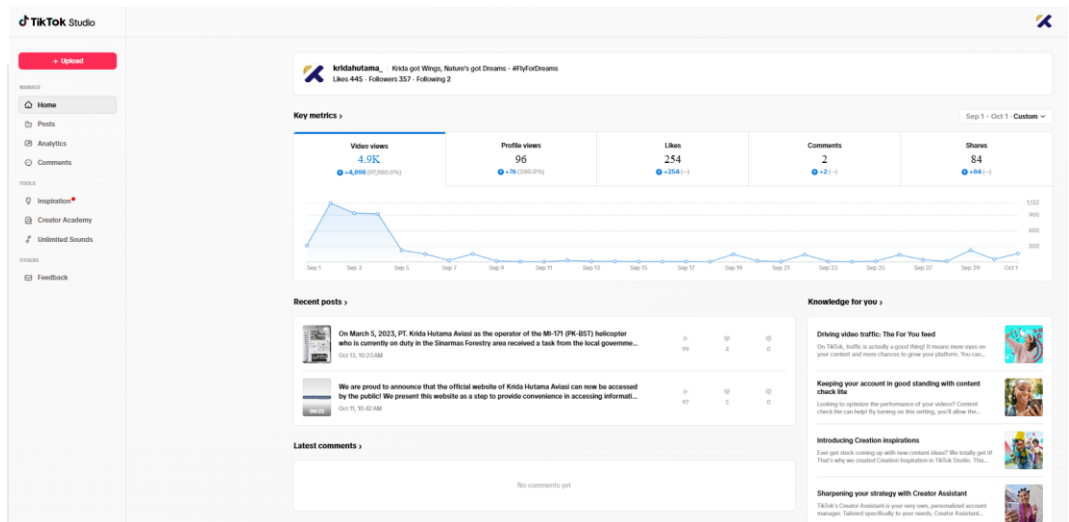 TikTok Studio
+ Upload
MANAGE
Home
Posts
Analytics
Comments
TOOLS
Inspiration
Creator Academy
Unlimited Sounds
OTHERS
Feedback
kridahutama_ Krida got Wings, Nature's got Dreams - #FlyForDreams
Likes 445 · Followers 357 · Following 2
Key metrics >
Sep 1 - Oct 1 · Custom
Video views
4.9K
+4,898 (97,960.0%)
Profile views
96
+76 (380.0%)
Likes
254
+254 (--)
Comments
2
+2 (--)
Shares
84
+84 (--)
900
600
300
Sep 1 Sep 3 Sep 5 Sep 7 Sep 9 Sep 11 Sep 13 Sep 15 Sep 17 Sep 19 Sep 21 Sep 23 Sep 25 Sep 27 Sep 29 Oct 1
Recent posts >
On March 5, 2023, PT. Krida Hutama Aviasi as the operator of the MI-171 (PK-BST) helicopter
who is currently on duty in the Sinarmas Forestry area received a task from the local governme...
Oct 13, 10:23 AM
99 4 0
We are proud to announce that the official website of Krida Hutama Aviasi can now be accessed
by the public! We present this website as a step to provide convenience in accessing informati...
Oct 11, 10:42 AM
97 5 0
Latest comments >
No comments yet
Knowledge for you >
Driving video traffic: The For You feed
On TikTok, traffic is actually a good thing! It means more eyes on
your content and more chances to grow your platform. You can...
Keeping your account in good standing with content
check lite
Looking to optimize the performance of your videos? Content
check lite can help! By turning on this setting, you'll allow the...
Introducing Creation Inspirations
Ever get stuck coming up with new content ideas? We totally get it!
That's why we created Creation Inspiration in TikTok Studio. This...
Sharpening your strategy with Creator Assistant
TikTok's Creator Assistant is your very own, personalized account
manager. Tailored specifically to your needs, Creator Assistant...